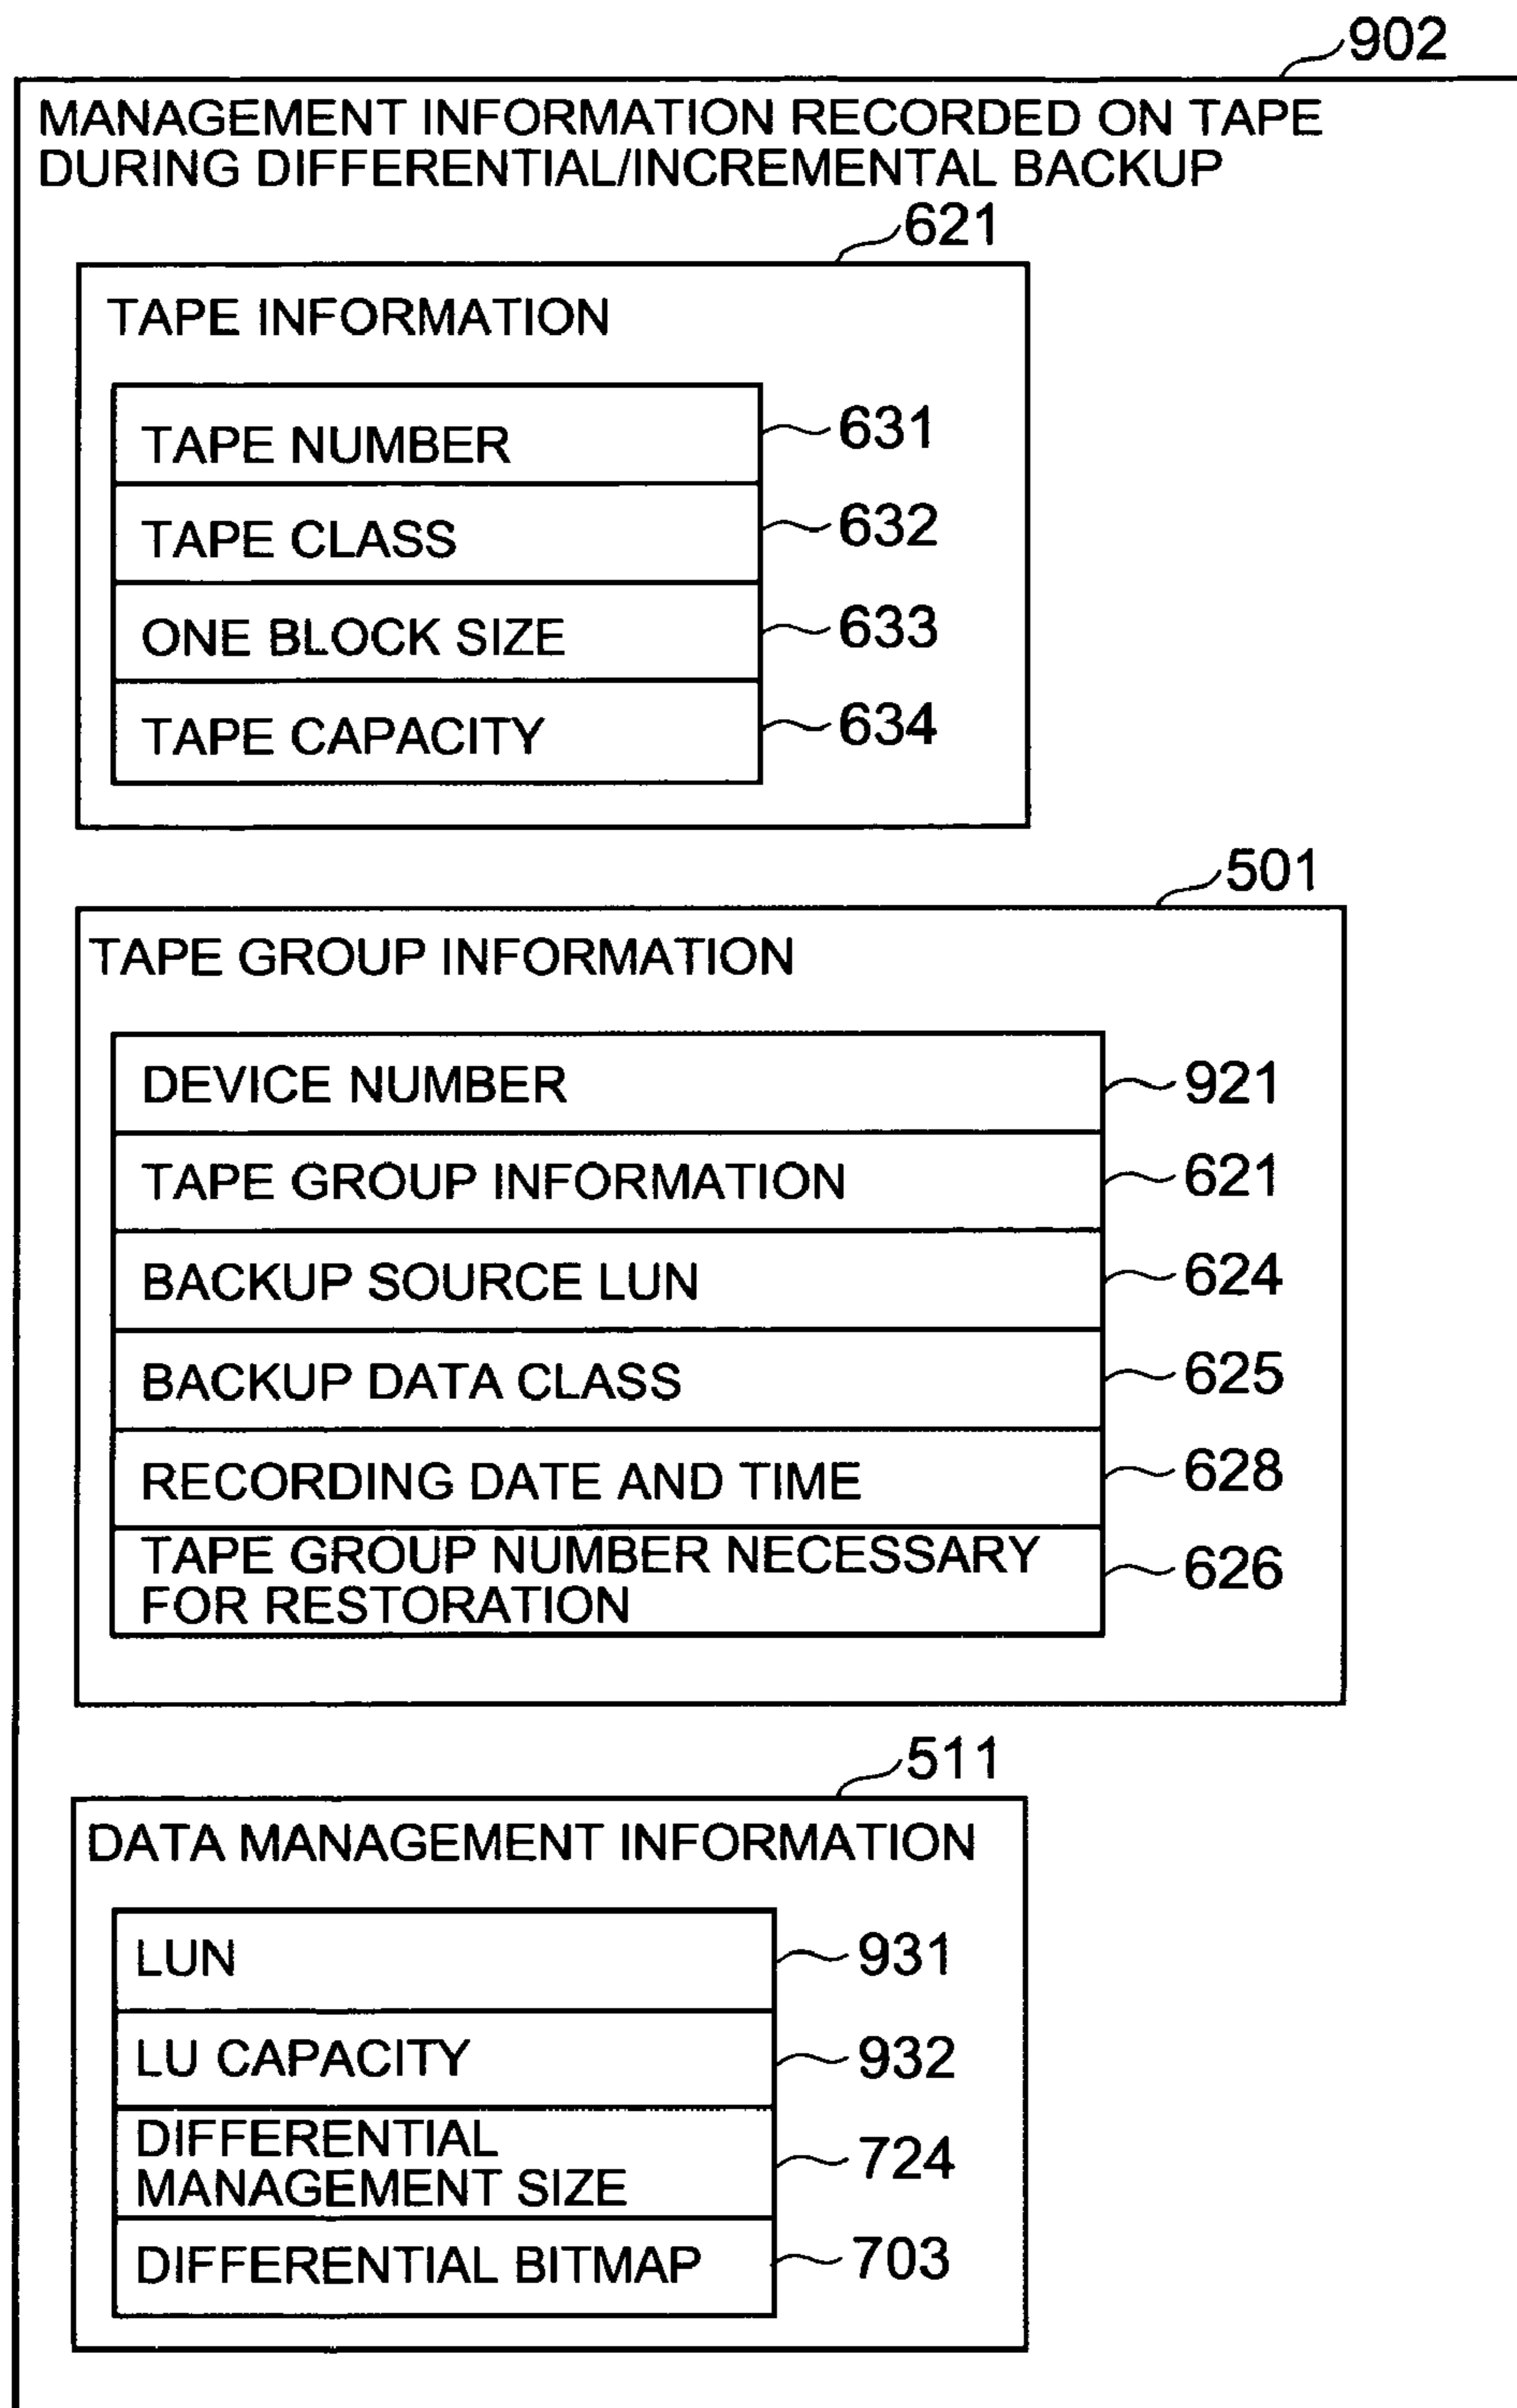 902
MANAGEMENT INFORMATION RECORDED ON TAPE
DURING DIFFERENTIAL/INCREMENTAL BACKUP
621
TAPE INFORMATION
TAPE NUMBER 631
TAPE CLASS 632
ONE BLOCK SIZE 633
TAPE CAPACITY 634
501
TAPE GROUP INFORMATION
DEVICE NUMBER 921
TAPE GROUP INFORMATION 621
BACKUP SOURCE LUN 624
BACKUP DATA CLASS 625
RECORDING DATE AND TIME 628
TAPE GROUP NUMBER NECESSARY
FOR RESTORATION 626
511
DATA MANAGEMENT INFORMATION
LUN 931
LU CAPACITY 932
DIFFERENTIAL
MANAGEMENT SIZE 724
DIFFERENTIAL BITMAP 703